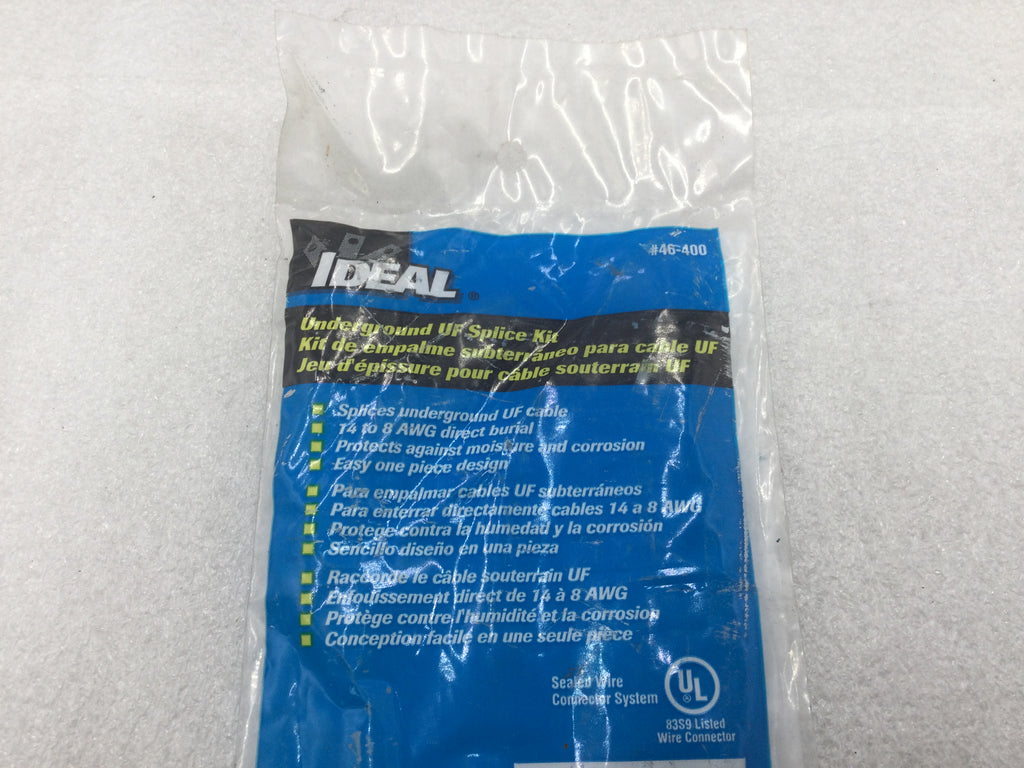 #46-400
IDEAL®
Underground UF Splice Kit
Kit de empalme subterráneo para cable UF
Jeu d'épissure pour câble souterrain UF
Splices underground UF cable
14 to 8 AWG direct burial
Protects against moisture and corrosion
Easy one piece design
Para empalmar cables UF subterráneos
Para enterrar directamente cables 14 a 8 AWG
Protege contra la humedad y la corrosión
Sencillo diseño en una pieza
Raccorde le câble souterrain UF
Enfouissement direct de 14 à 8 AWG
Protège contre l'humidité et la corrosion
Conception facile en une seule pièce
Sealed Wire
Connector System
UL
83S9 Listed
Wire Connector